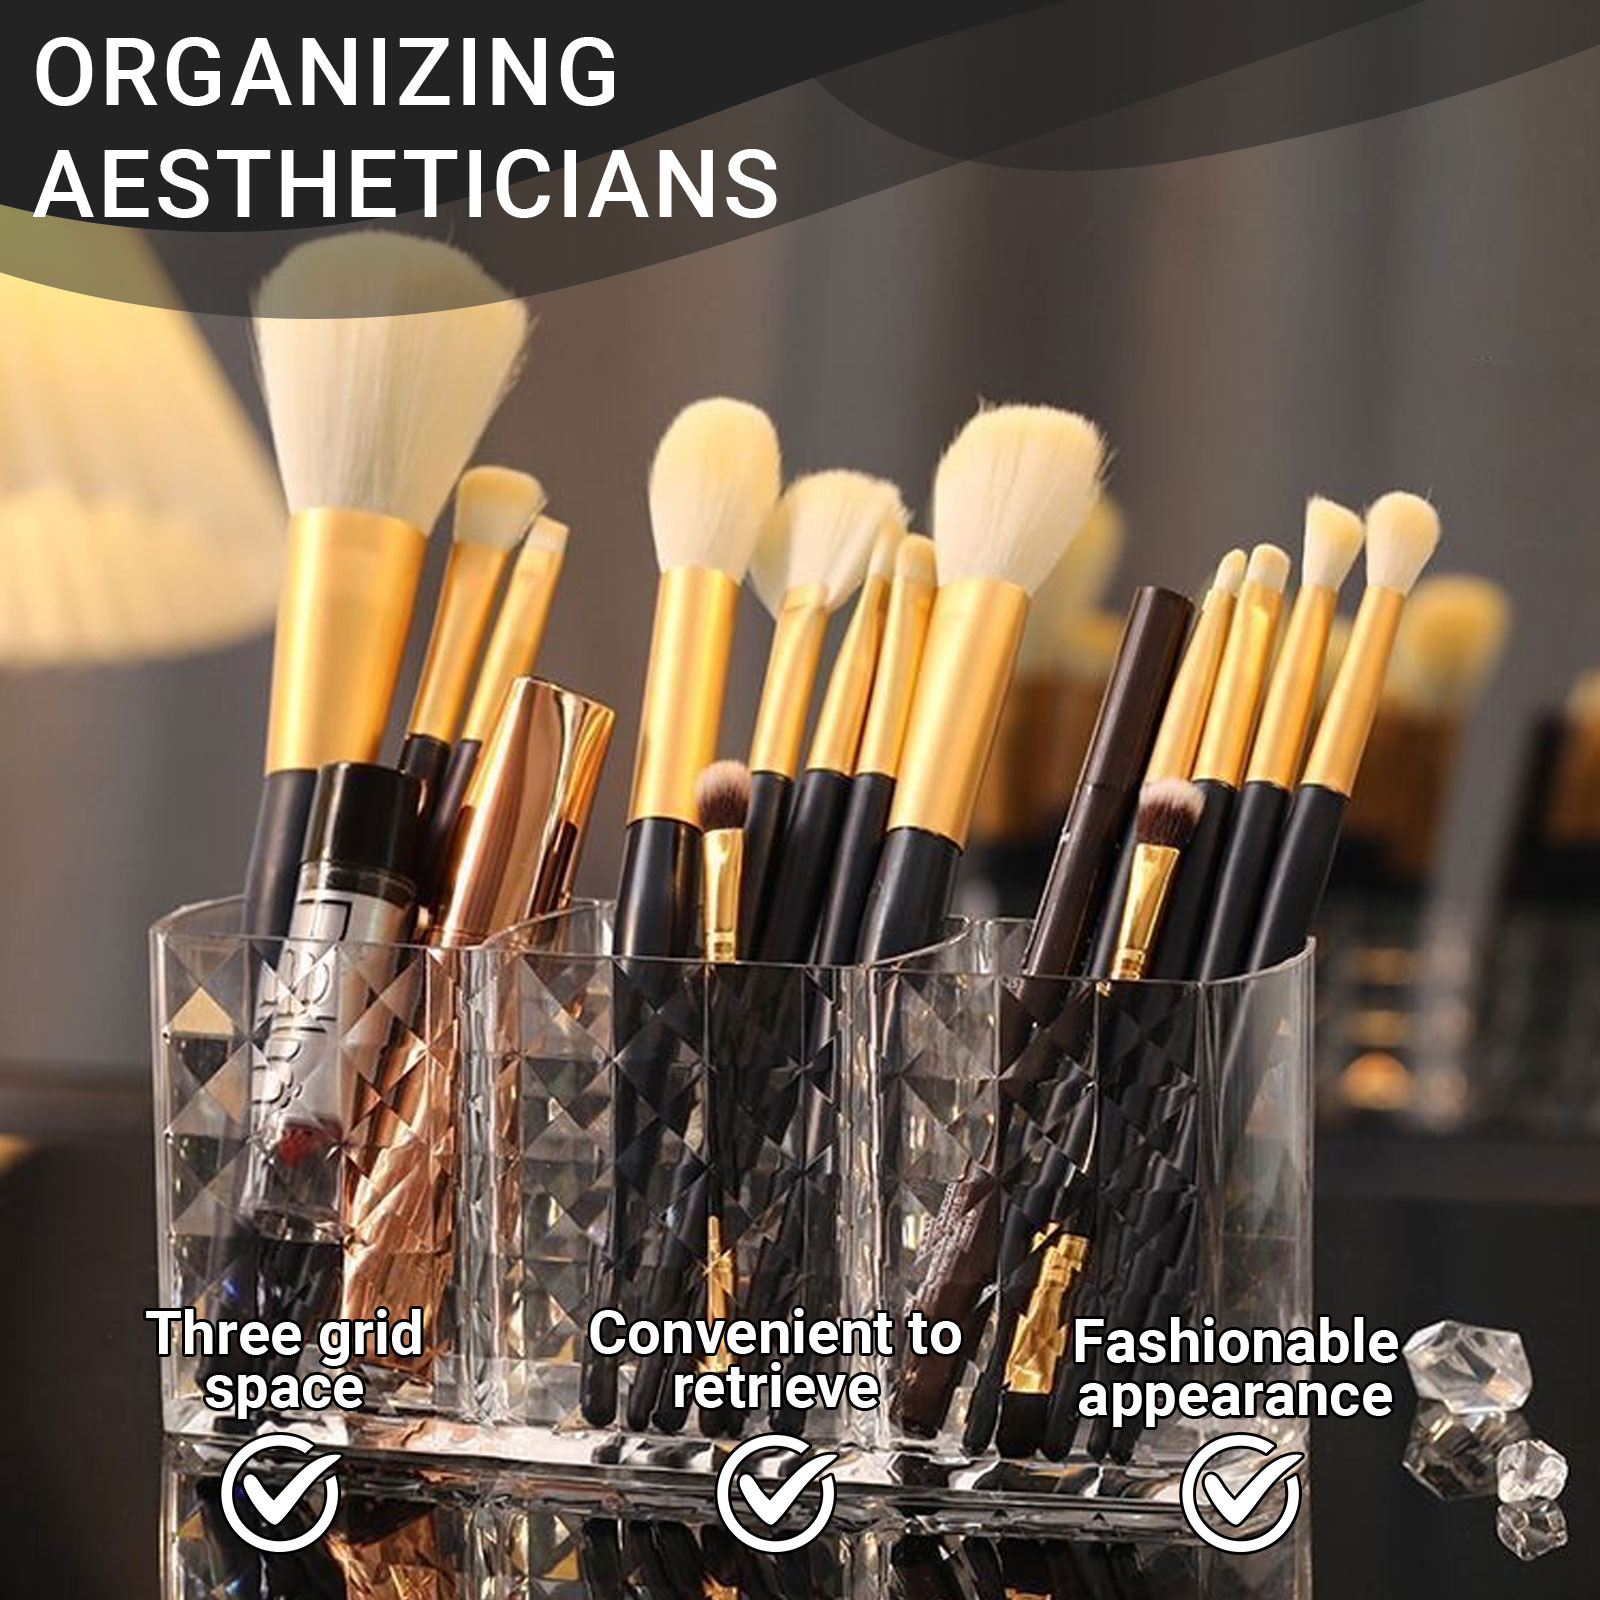 ORGANIZING
AESTHETICIANS
Three grid
space
Convenient to
retrieve
Fashionable
appearance